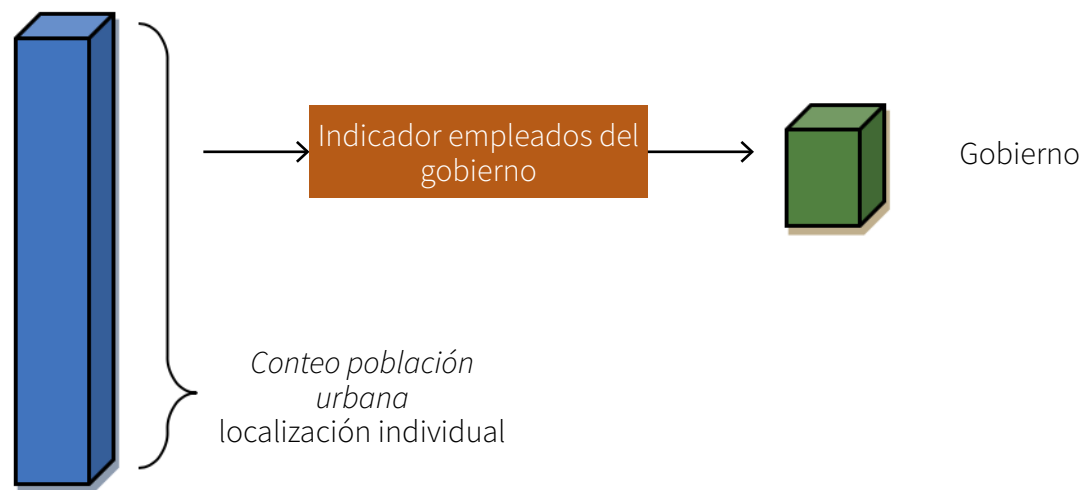 Indicador empleados del
gobierno
Gobierno
Conteo población
urbana
localización individual